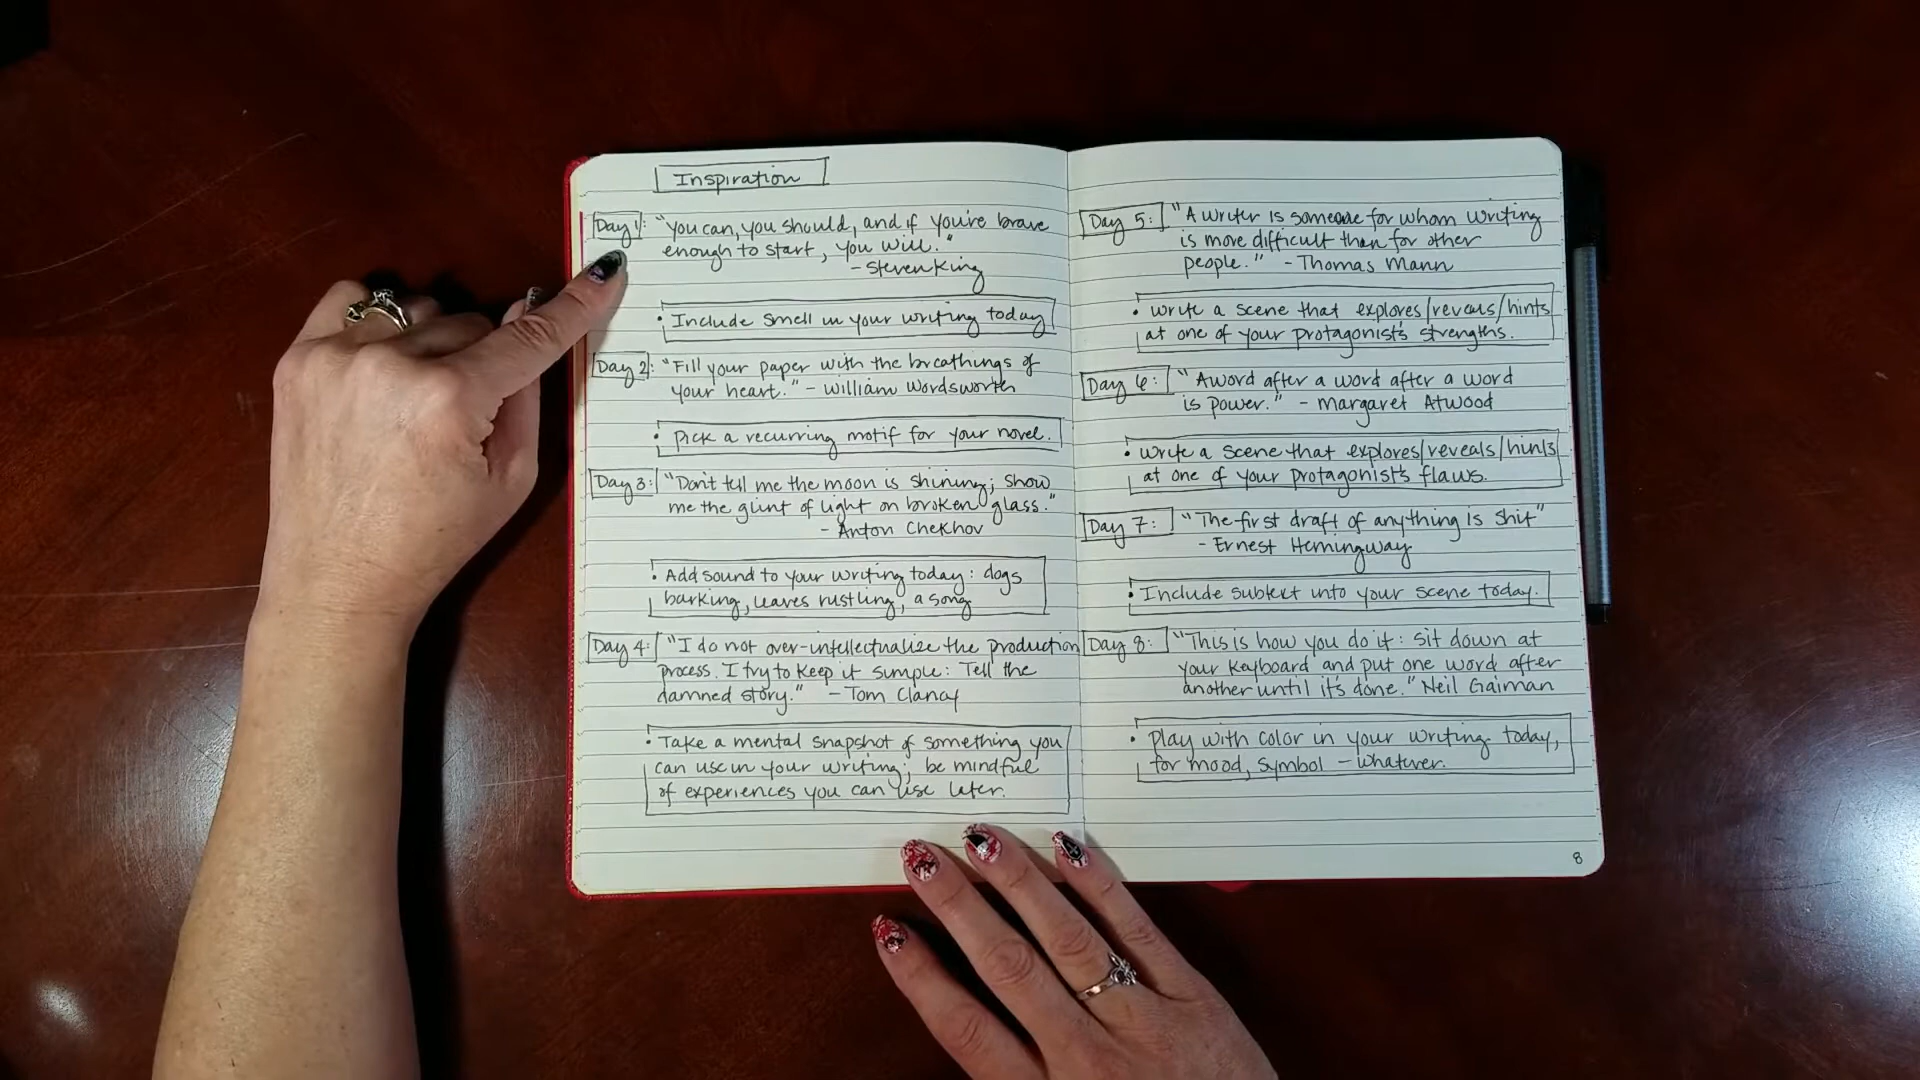 Inspiration
Day 1: "You can, you should, and if you're brave
enough to start, you will."
- Steven King
• Include smell in your writing today
Day 2: "Fill your paper with the breathings of
your heart." - William Wordsworth
• Pick a recurring motif for your novel.
Day 3: "Don't tell me the moon is shining; show
me the glint of light on broken glass."
- Anton Chekhov
• Add sound to your writing today: dogs
barking, leaves rustling, a song
Day 4: "I do not over-intellectualize the production
process. I try to keep it simple: Tell the
damned story." - Tom Clancy
• Take a mental snapshot of something you
can use in your writing; be mindful
of experiences you can use later.
Day 5: "A writer is someone for whom writing
is more difficult than for other
people." - Thomas Mann
• Write a scene that explores/reveals/hints
at one of your protagonist's strengths.
Day 6: "A word after a word after a word
is power." - Margaret Atwood
• Write a scene that explores/reveals/hints
at one of your protagonist's flaws.
Day 7: "The first draft of anything is shit"
- Ernest Hemingway
• Include subtext into your scene today.
Day 8: "This is how you do it: sit down at
your keyboard and put one word after
another until it's done." Neil Gaiman
• Play with color in your writing today,
for mood, symbol - whatever.
8